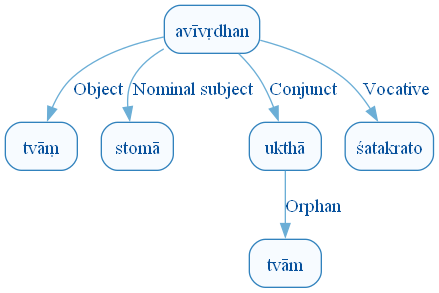 avīvṛdhan
Object Nominal subject Conjunct Vocative
tvāṃ stomā ukthā śatakrato
Orphan
tvām